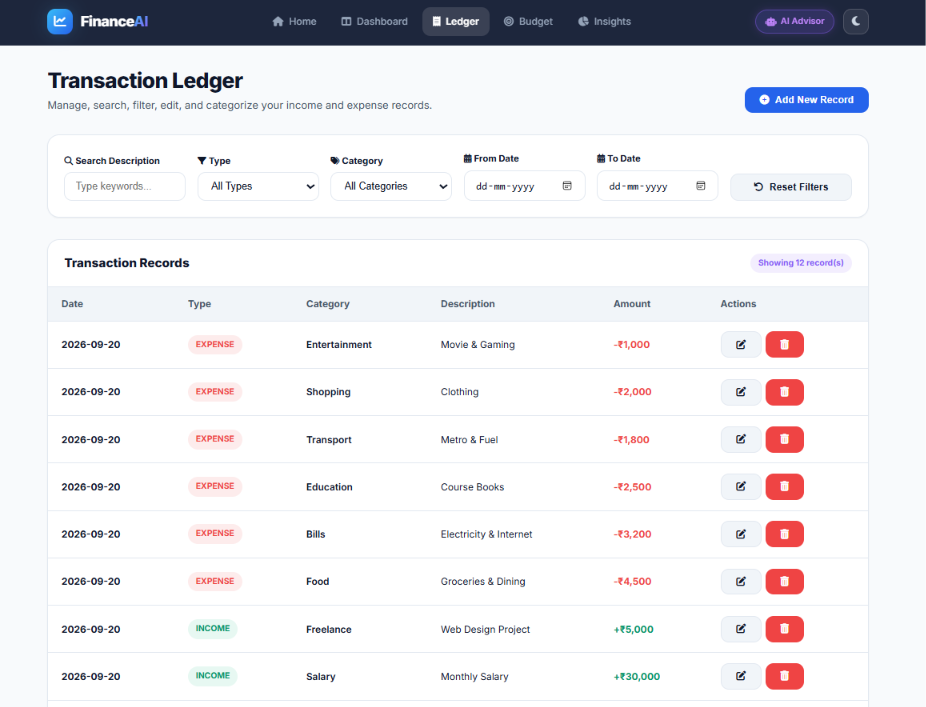 FinanceAI Home Dashboard Ledger Budget Insights AI Advisor
Transaction Ledger
Manage, search, filter, edit, and categorize your income and expense records.
Add New Record
Search Description Type Category From Date To Date
Type keywords... All Types All Categories dd-mm-yyyy dd-mm-yyyy Reset Filters
Transaction Records Showing 12 record(s)
Date Type Category Description Amount Actions
2026-09-20 EXPENSE Entertainment Movie & Gaming -₹1,000
2026-09-20 EXPENSE Shopping Clothing -₹2,000
2026-09-20 EXPENSE Transport Metro & Fuel -₹1,800
2026-09-20 EXPENSE Education Course Books -₹2,500
2026-09-20 EXPENSE Bills Electricity & Internet -₹3,200
2026-09-20 EXPENSE Food Groceries & Dining -₹4,500
2026-09-20 INCOME Freelance Web Design Project +₹5,000
2026-09-20 INCOME Salary Monthly Salary +₹30,000